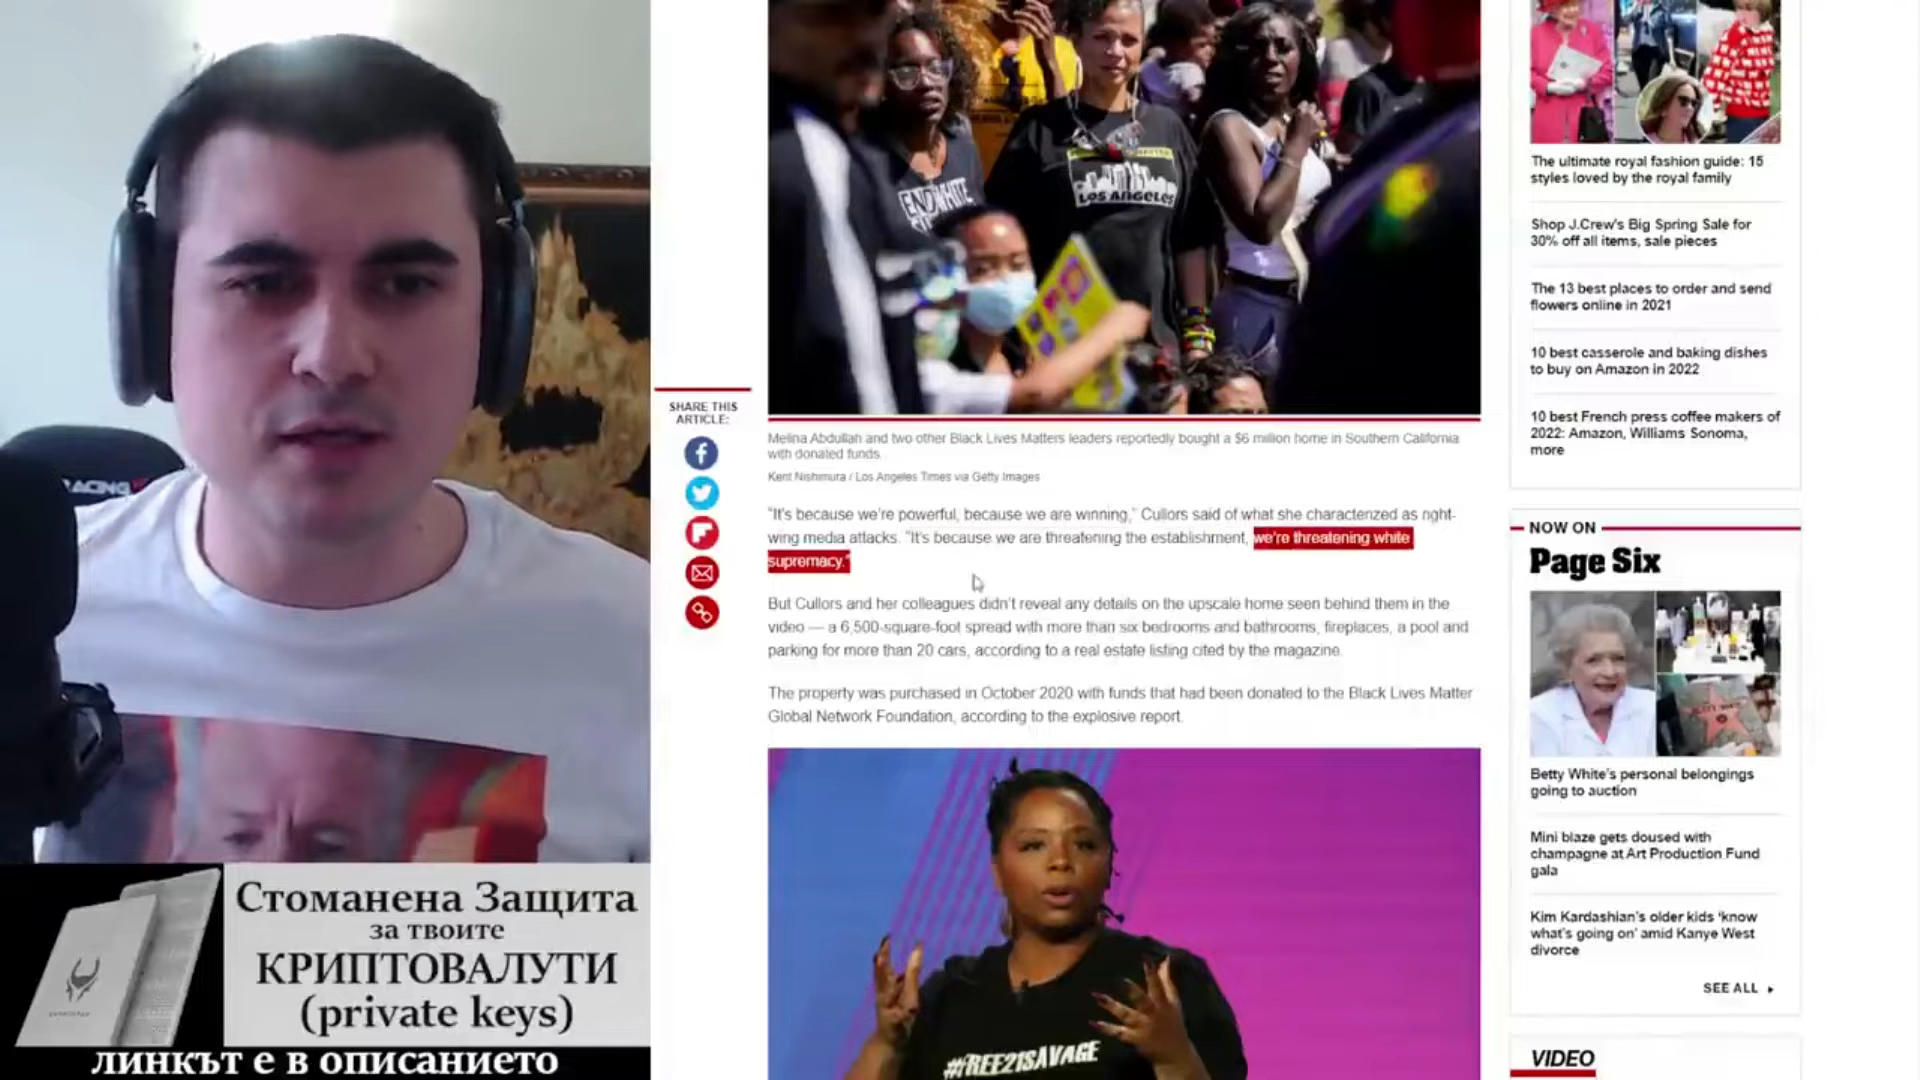 RACING
Стоманена Защита
за твоите
КРИПТОВАЛУТИ
(private keys)
линкът е в описанието
SHARE THIS
ARTICLE:
END WHITE
LOS ANGELES
Melina Abdullah and two other Black Lives Matters leaders reportedly bought a $6 million home in Southern California
with donated funds.
Kent Nishimura / Los Angeles Times via Getty Images
“It’s because we’re powerful, because we are winning,” Cullors said of what she characterized as right-
wing media attacks. “It’s because we are threatening the establishment, we’re threatening white
supremacy.”
But Cullors and her colleagues didn’t reveal any details on the upscale home seen behind them in the
video — a 6,500-square-foot spread with more than six bedrooms and bathrooms, fireplaces, a pool and
parking for more than 20 cars, according to a real estate listing cited by the magazine.
The property was purchased in October 2020 with funds that had been donated to the Black Lives Matter
Global Network Foundation, according to the explosive report.
#FREE21SAVAGE
The ultimate royal fashion guide: 15
styles loved by the royal family
Shop J.Crew’s Big Spring Sale for
30% off all items, sale pieces
The 13 best places to order and send
flowers online in 2021
10 best casserole and baking dishes
to buy on Amazon in 2022
10 best French press coffee makers of
2022: Amazon, Williams Sonoma,
more
NOW ON
Page Six
Betty White’s personal belongings
going to auction
Mini blaze gets doused with
champagne at Art Production Fund
gala
Kim Kardashian’s older kids ‘know
what’s going on’ amid Kanye West
divorce
SEE ALL
VIDEO